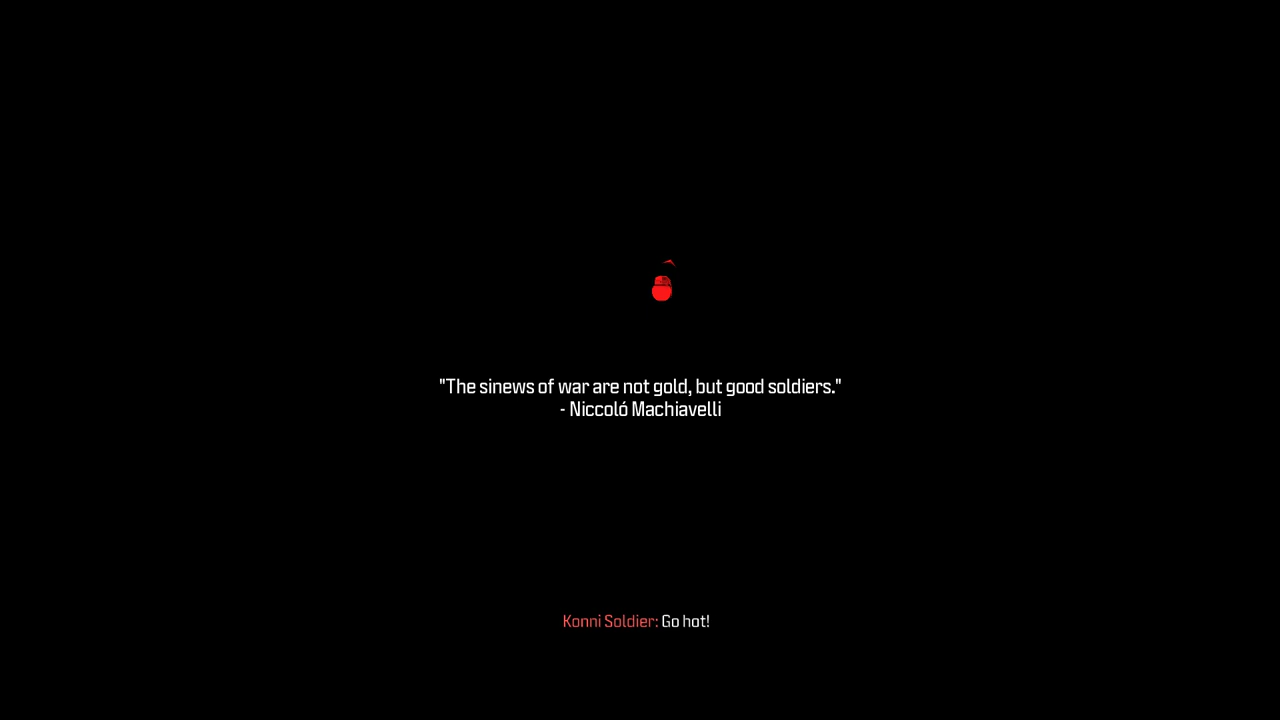 "The sinews of war are not gold, but good soldiers."
- Niccoló Machiavelli
Konni Soldier: Go hot!